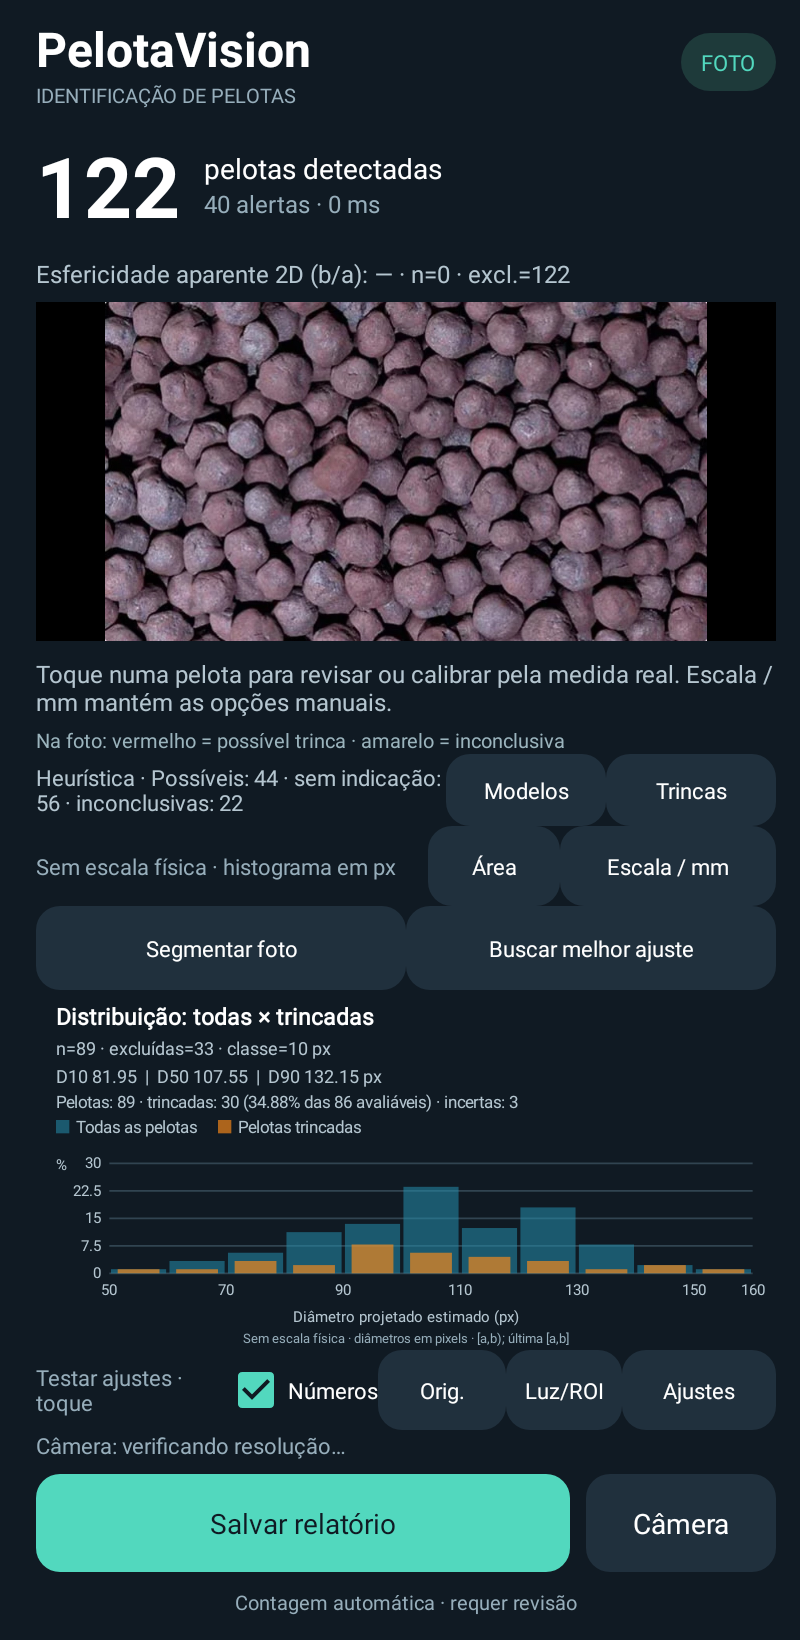 PelotaVision
FOTO
IDENTIFICAÇÃO DE PELOTAS
122
pelotas detectadas
40 alertas · 0 ms
Esfericidade aparente 2D (b/a): — · n=0 · excl.=122
Toque numa pelota para revisar ou calibrar pela medida real. Escala /
mm mantém as opções manuais.
Na foto: vermelho = possível trinca · amarelo = inconclusiva
Heurística · Possíveis: 44 · sem indicação:
56 · inconclusivas: 22
Modelos
Trincas
Sem escala física · histograma em px
Área
Escala / mm
Segmentar foto
Buscar melhor ajuste
Distribuição: todas × trincadas
n=89 · excluídas=33 · classe=10 px
D10 81.95 | D50 107.55 | D90 132.15 px
Pelotas: 89 · trincadas: 30 (34.88% das 86 avaliáveis) · incertas: 3
Todas as pelotas
Pelotas trincadas
%
30
22.5
15
7.5
0
50 70 90 110 130 150 160
Diâmetro projetado estimado (px)
Sem escala física · diâmetros em pixels · [a,b); última [a,b]
Testar ajustes ·
toque
Números
Orig.
Luz/ROI
Ajustes
Câmera: verificando resolução…
Salvar relatório
Câmera
Contagem automática · requer revisão